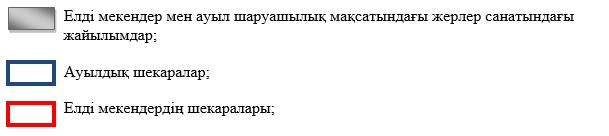 Елді мекендер мен ауыл шаруашылық мақсатындағы жерлер санатындағы
жайылымдар;
Ауылдық шекаралар;
Елді мекендердің шекаралары;